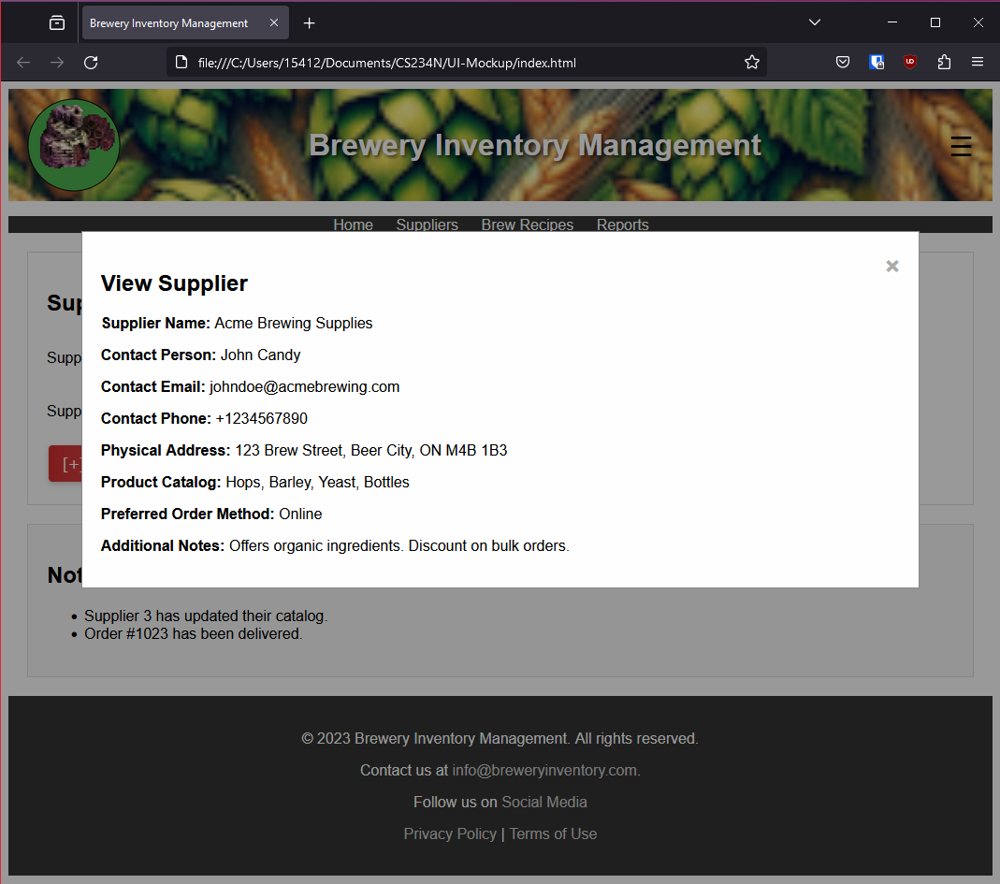 Brewery Inventory Management
file:///C:/Users/15412/Documents/CS234N/UI-Mockup/index.html
Brewery Inventory Management
Home Suppliers Brew Recipes Reports
View Supplier
Supplier Name: Acme Brewing Supplies
Contact Person: John Candy
Contact Email: johndoe@acmebrewing.com
Contact Phone: +1234567890
Physical Address: 123 Brew Street, Beer City, ON M4B 1B3
Product Catalog: Hops, Barley, Yeast, Bottles
Preferred Order Method: Online
Additional Notes: Offers organic ingredients. Discount on bulk orders.
Sup
Supp
Supp
[+]
Not
Supplier 3 has updated their catalog.
Order #1023 has been delivered.
© 2023 Brewery Inventory Management. All rights reserved.
Contact us at info@breweryinventory.com.
Follow us on Social Media
Privacy Policy | Terms of Use